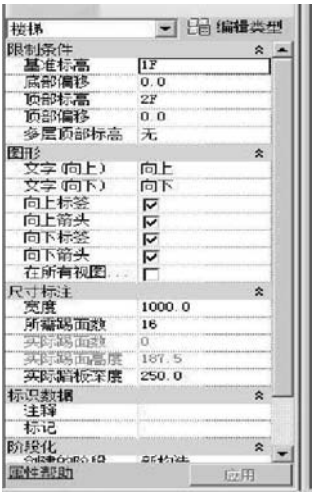 楼梯 编辑类型
限制条件
基准标高 1F
底部偏移 0.0
顶部标高 2F
顶部偏移 0.0
多层顶部标高 无
图形
文字(向上) 向上
文字(向下) 向下
向上标签
向上箭头
向下标签
向下箭头
在所有视图...
尺寸标注
宽度 1000.0
所需踢面数 16
实际踢面数 0
实际踢面高度 187.5
实际踏板深度 250.0
标识数据
注释
标记
阶段化
创建的阶段 新构造
属性帮助 应用